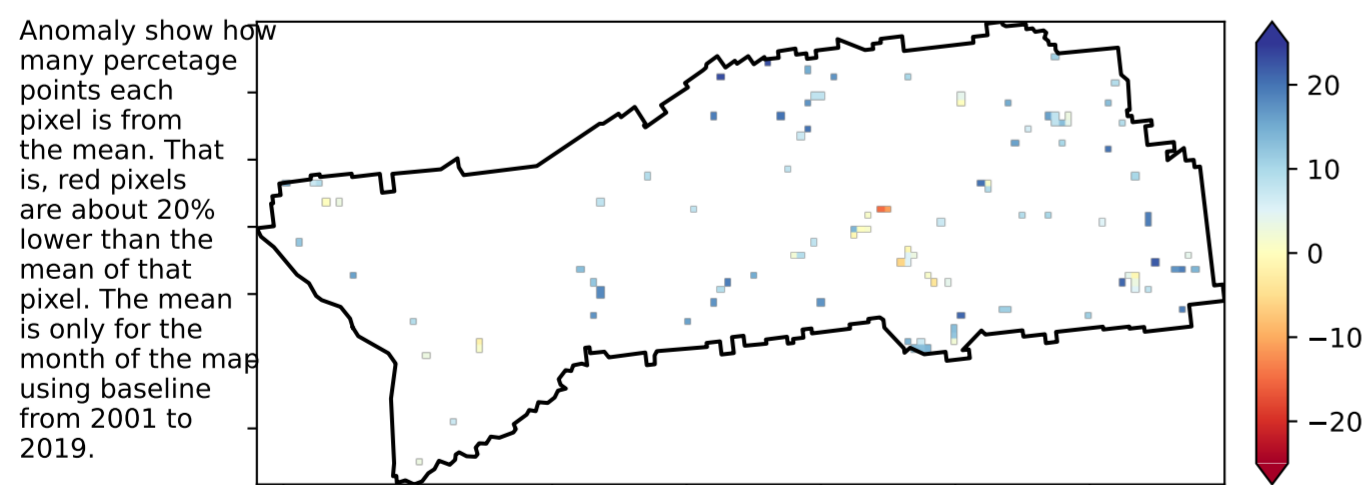 Anomaly show how
many percetage
points each
pixel is from
the mean. That
is, red pixels
are about 20%
lower than the
mean of that
pixel. The mean
is only for the
month of the map
using baseline
from 2001 to
2019.
20
10
0
−10
−20